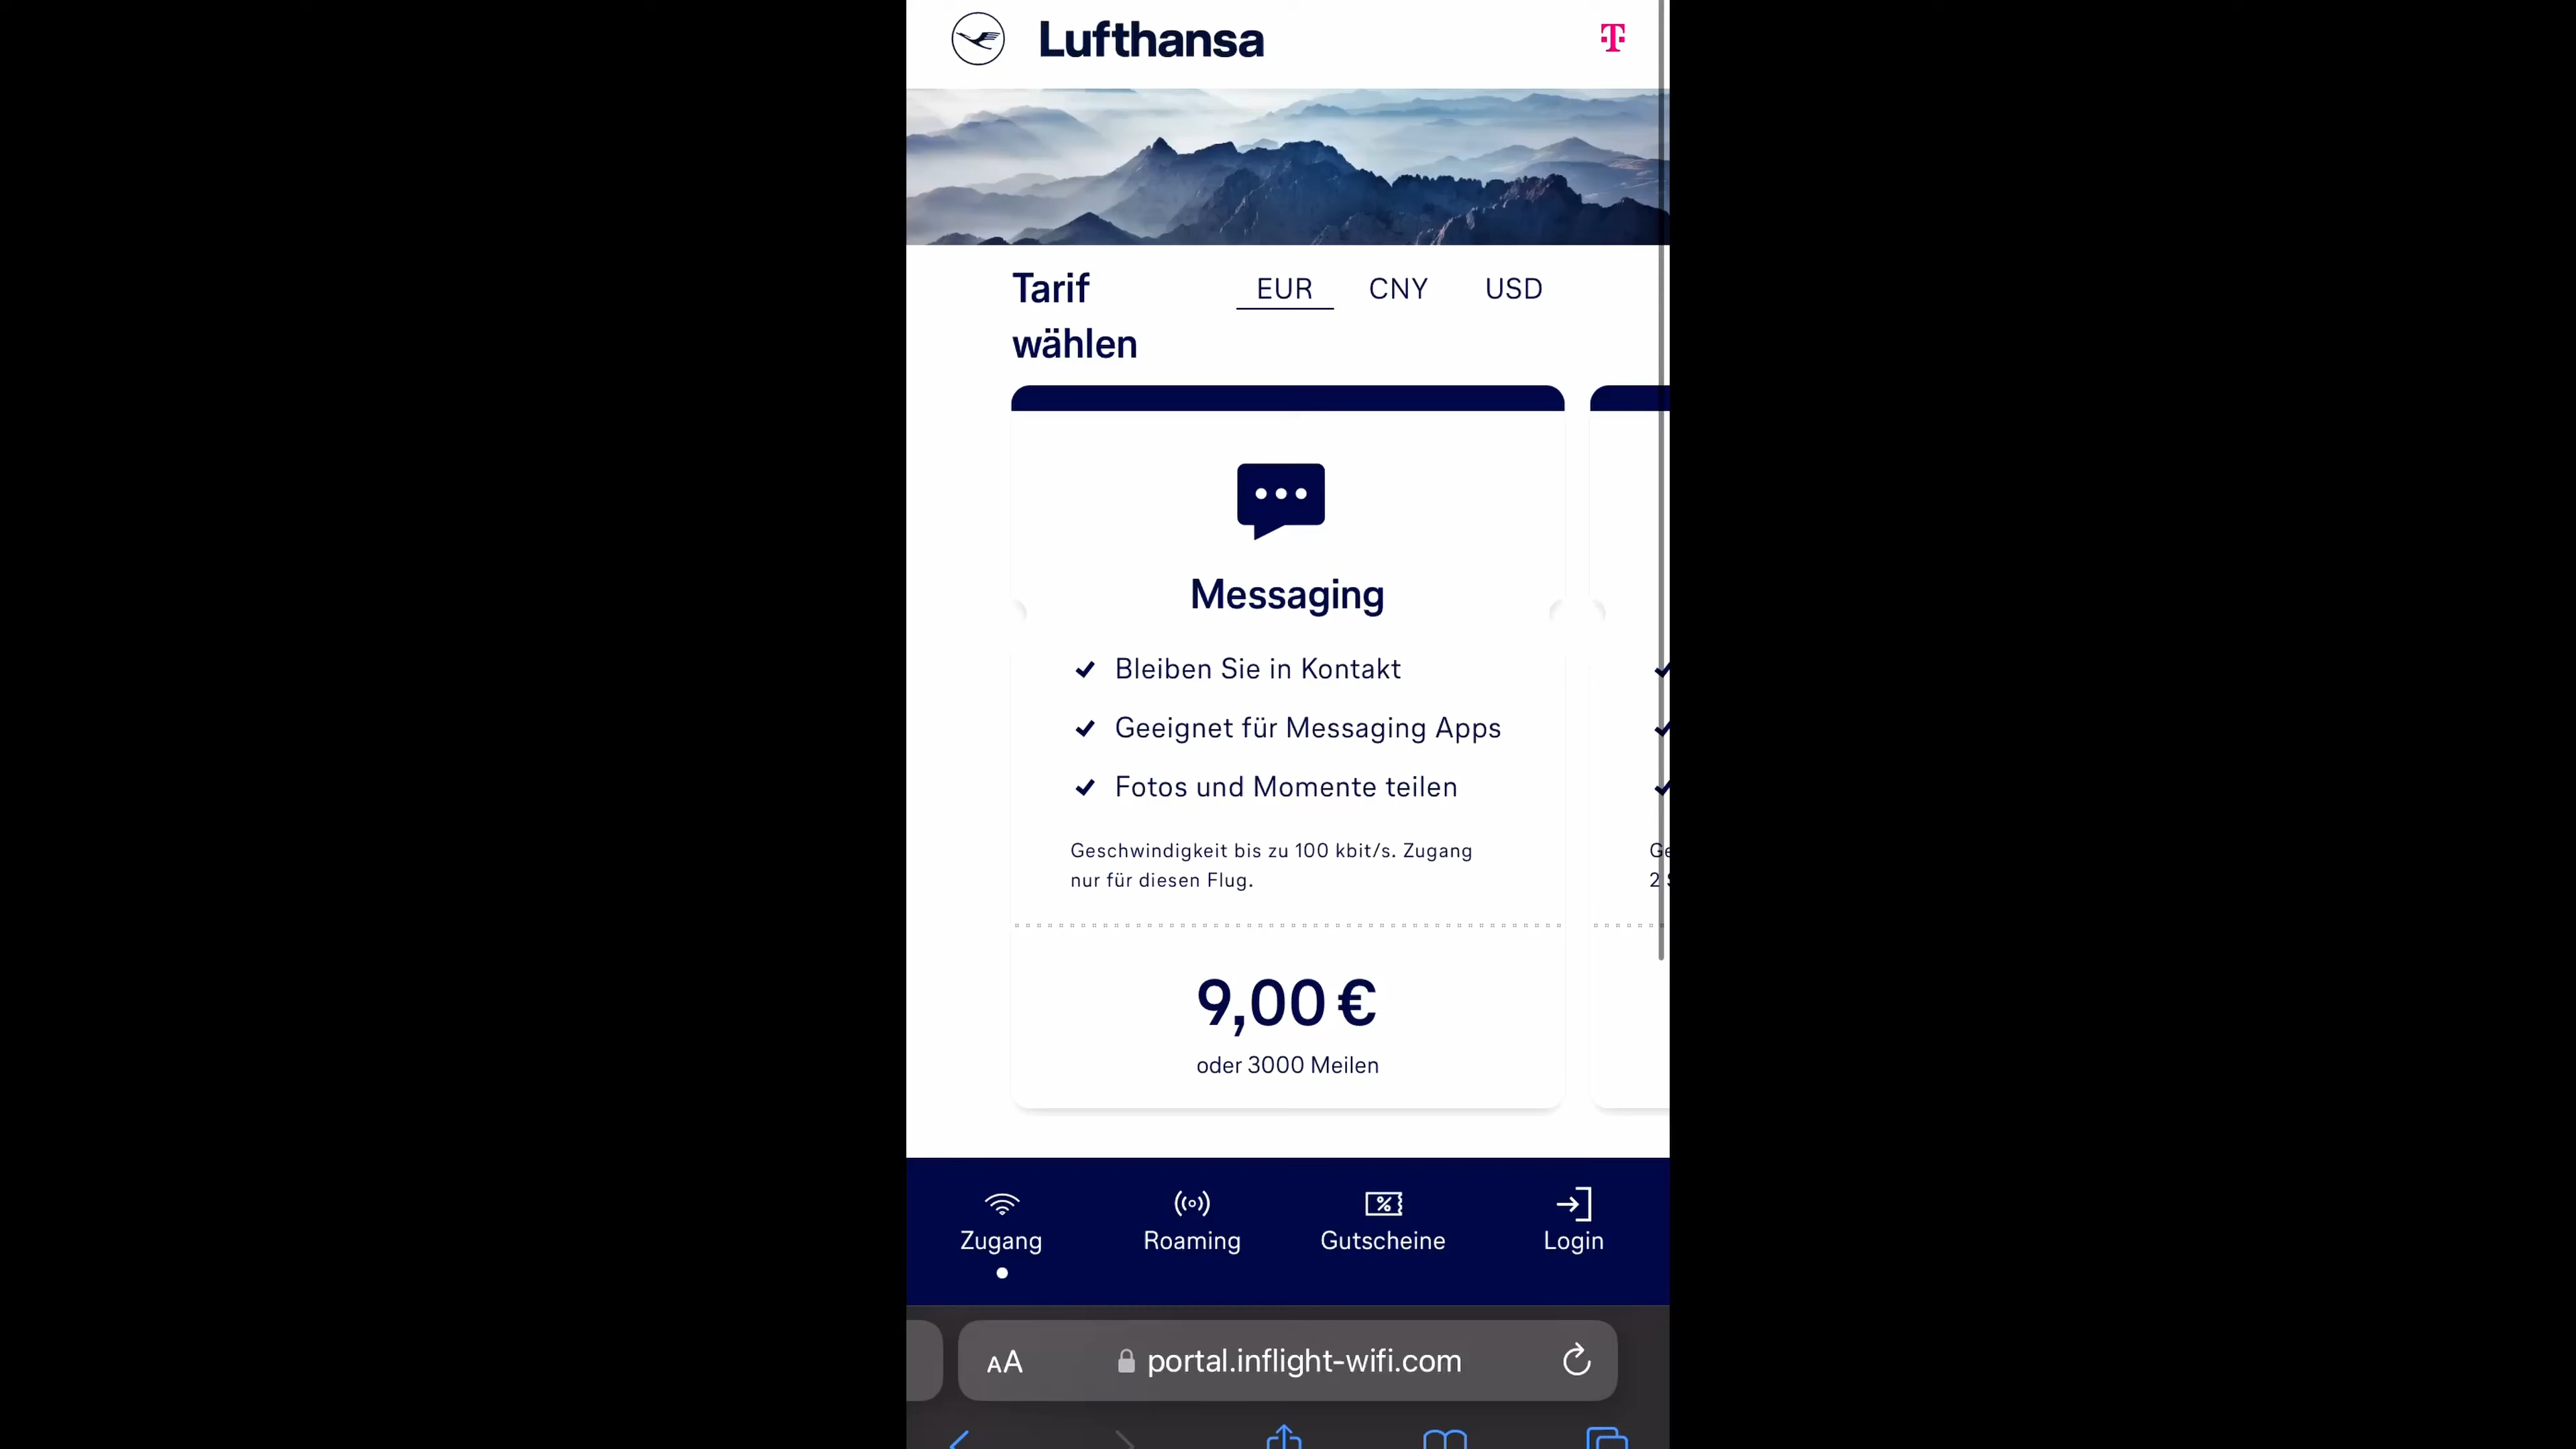 Lufthansa
T
Tarif
wählen
EUR CNY USD
Messaging
Bleiben Sie in Kontakt
Geeignet für Messaging Apps
Fotos und Momente teilen
Geschwindigkeit bis zu 100 kbit/s. Zugang
nur für diesen Flug.
9,00 €
oder 3000 Meilen
Zugang Roaming Gutscheine Login
AA portal.inflight-wifi.com